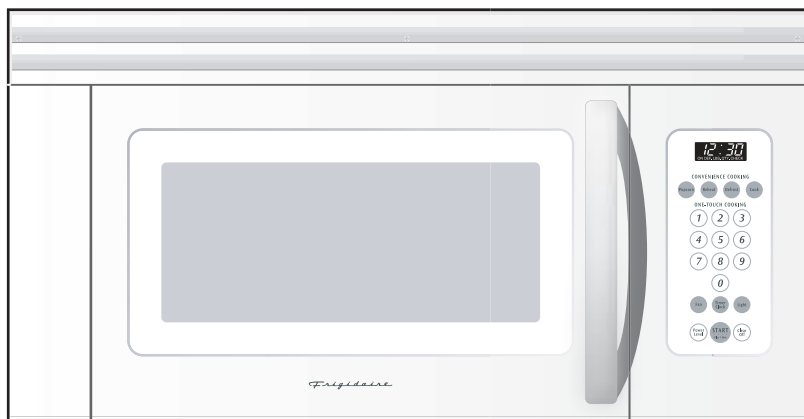 12:30
CONVENIENCE COOKING
Popcorn Reheat Defrost Cook
ONE-TOUCH COOKING
1 2 3
4 5 6
7 8 9
0
Timer Clock Light
Power Level START Clear Off
Frigidaire